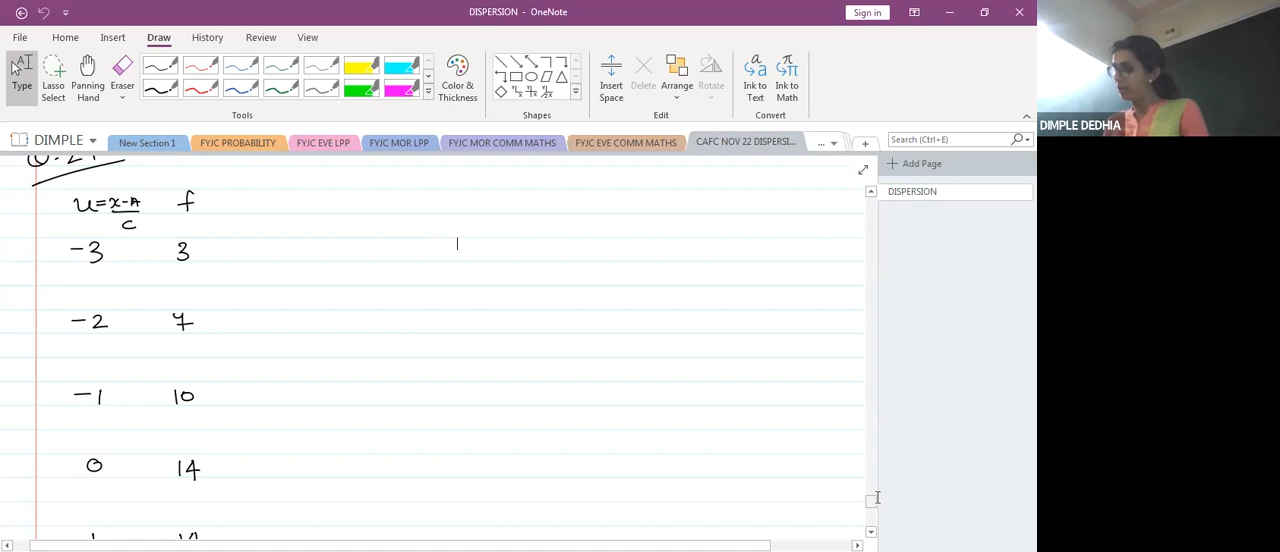 DISPERSION - OneNote
Sign in
File Home Insert Draw History Review View
Type
Lasso Select
Panning Hand
Eraser
Color & Thickness
Insert Space
Delete
Arrange
Rotate
Ink to Text
Ink to Math
Tools
Shapes
Edit
Convert
DIMPLE
New Section 1
FYJC PROBABILITY
FYJC EVE LPP
FYJC MOR LPP
FYJC MOR COMM MATHS
FYJC EVE COMM MATHS
CAFC NOV 22 DISPERSI...
Search (Ctrl+E)
Add Page
DISPERSION
DIMPLE DEDHIA
u = x-A / c f
-3 3
-2 7
-1 10
0 14